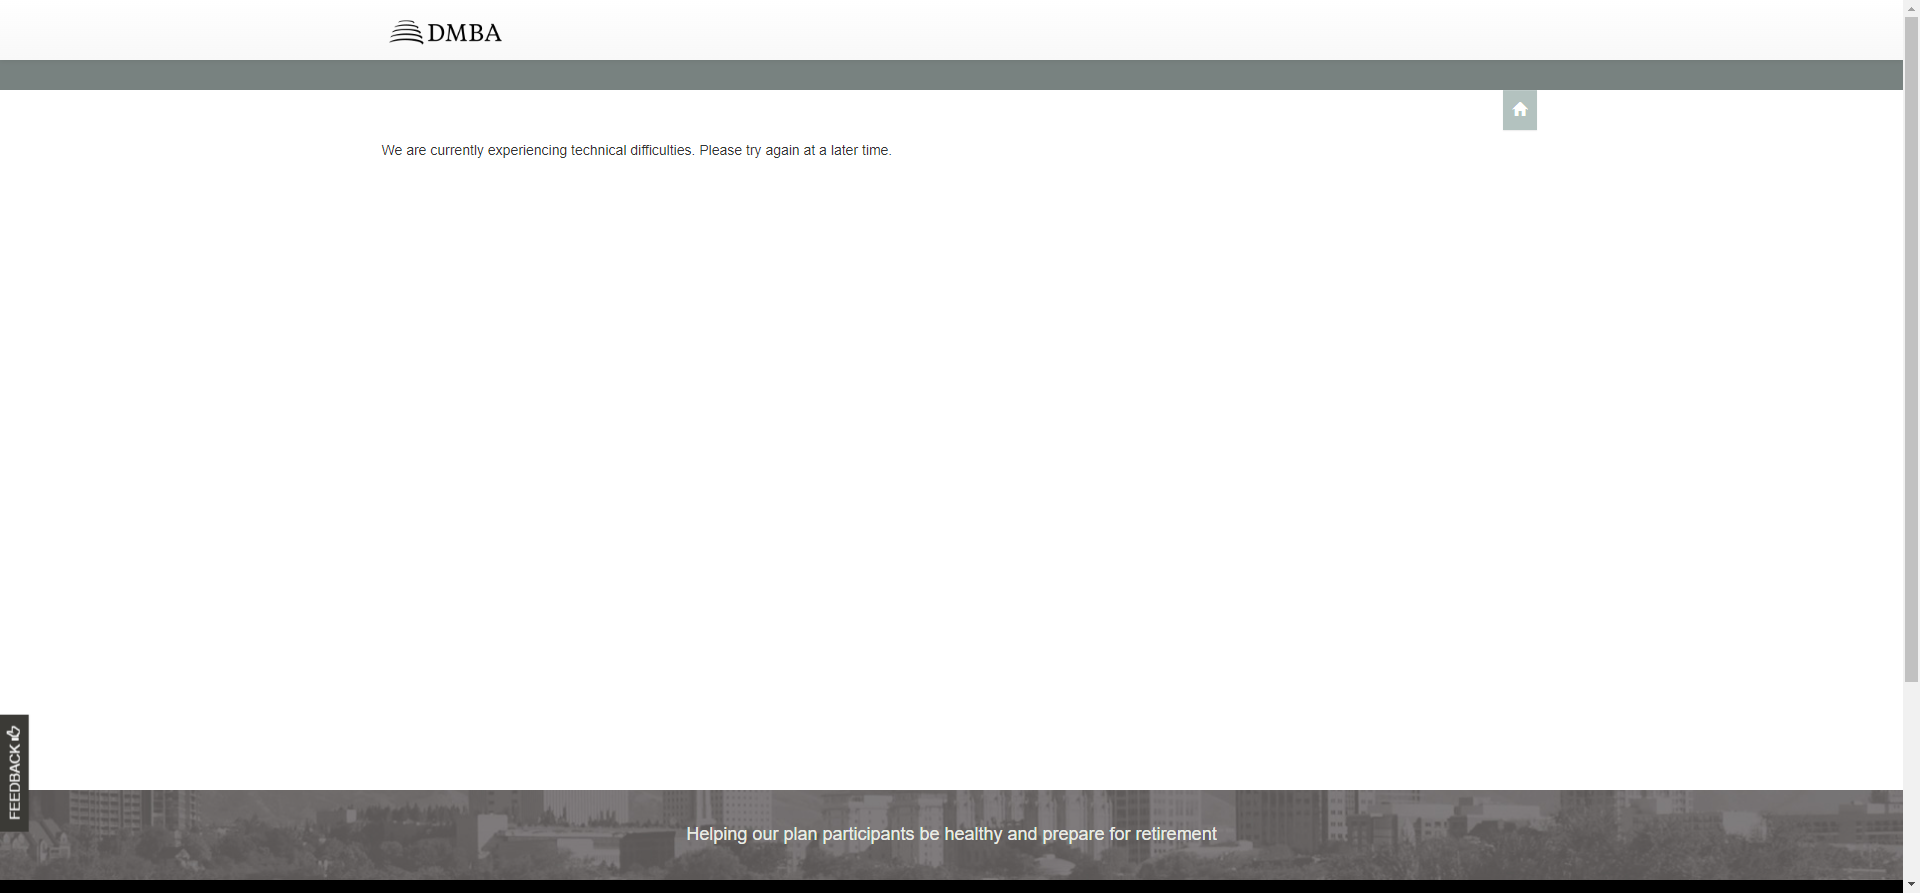 DMBA
We are currently experiencing technical difficulties. Please try again at a later time.
FEEDBACK
Helping our plan participants be healthy and prepare for retirement